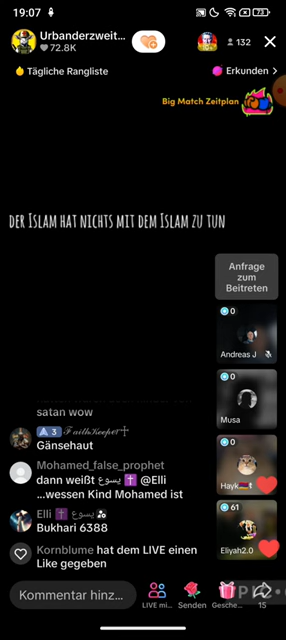 19:07
73
Urbanderzweit...
72.8K
132
Tägliche Rangliste
Erkunden
Big Match Zeitplan
der Islam hat nichts mit dem Islam zu tun
Anfrage
zum
Beitreten
0
Andreas J
0
Musa
0
Hayk
61
Eliyah2.0
satan wow
3 𝓕𝓪𝓲𝓽𝓱𝓚𝓮𝓮𝓹𝓮𝓻
Gänsehaut
Mohamed_false_prophet
dann weißt يسوع @Elli
...wessen Kind Mohamed ist
Elli يسوع
Bukhari 6388
Kornblume hat dem LIVE einen
Like gegeben
Kommentar hinz...
LIVE mi...
Senden
Gesche...
15